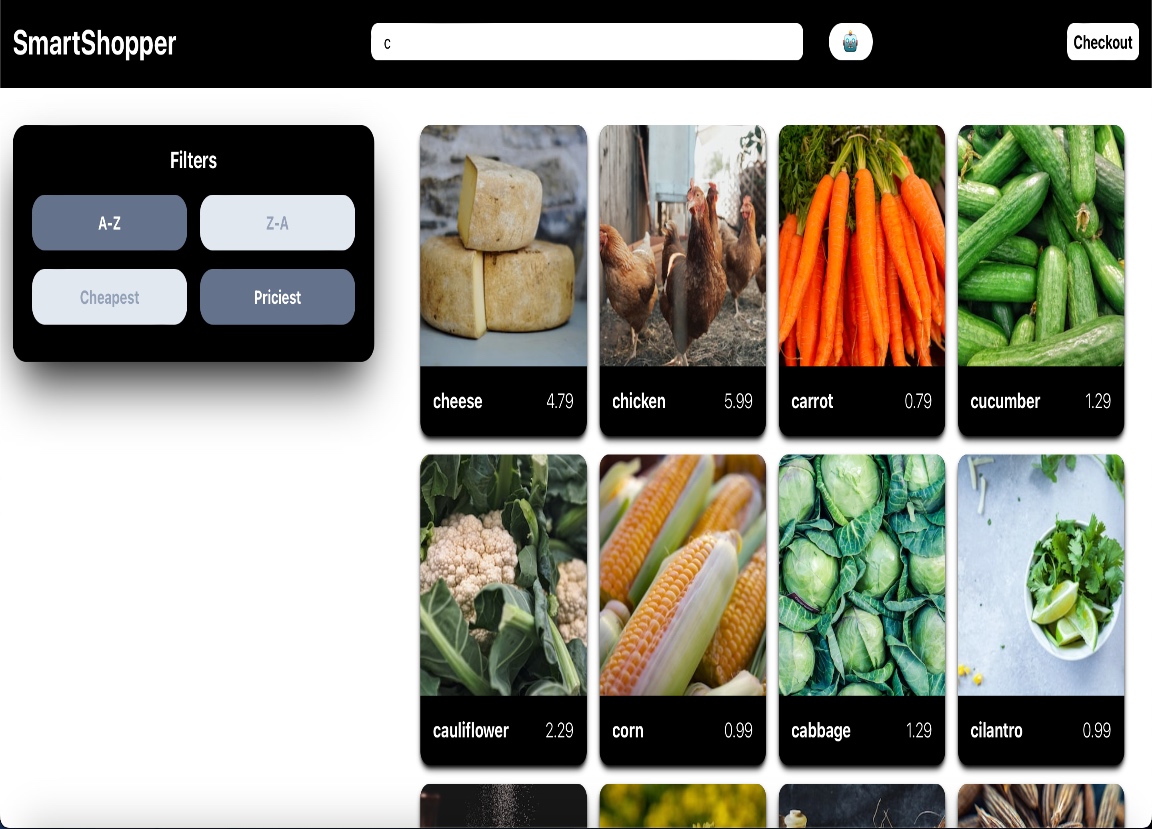 SmartShopper
c
Checkout
Filters
A-Z
Z-A
Cheapest
Priciest
cheese 4.79
chicken 5.99
carrot 0.79
cucumber 1.29
cauliflower 2.29
corn 0.99
cabbage 1.29
cilantro 0.99